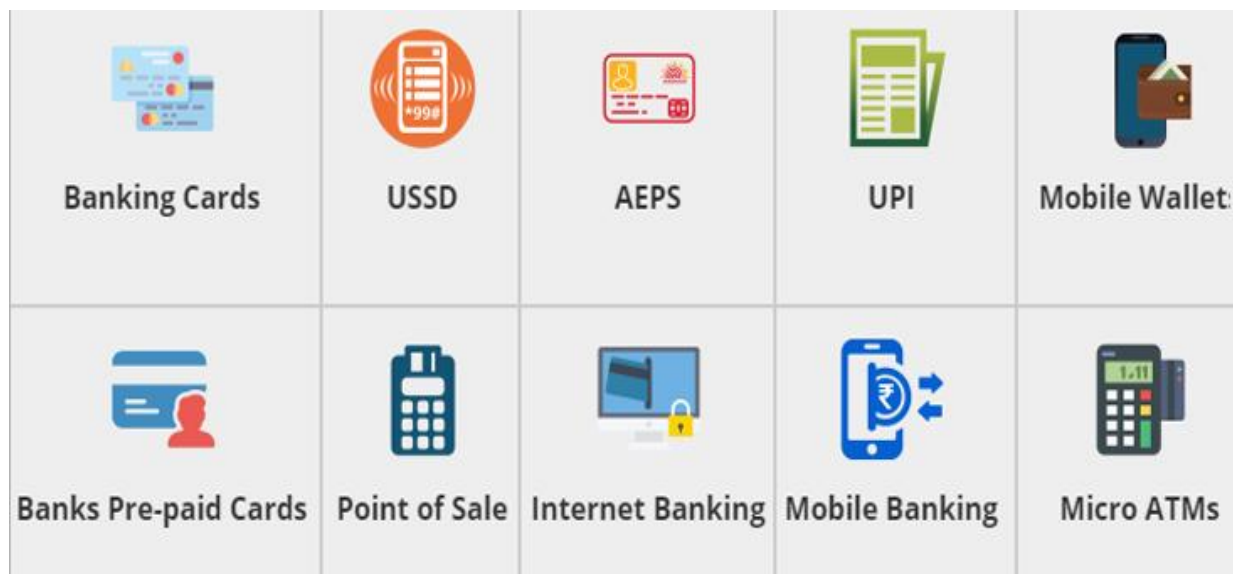 *99#
Banking Cards
USSD
AEPS
UPI
Mobile Wallet
1.11
Banks Pre-paid Cards
Point of Sale
Internet Banking
Mobile Banking
Micro ATMs